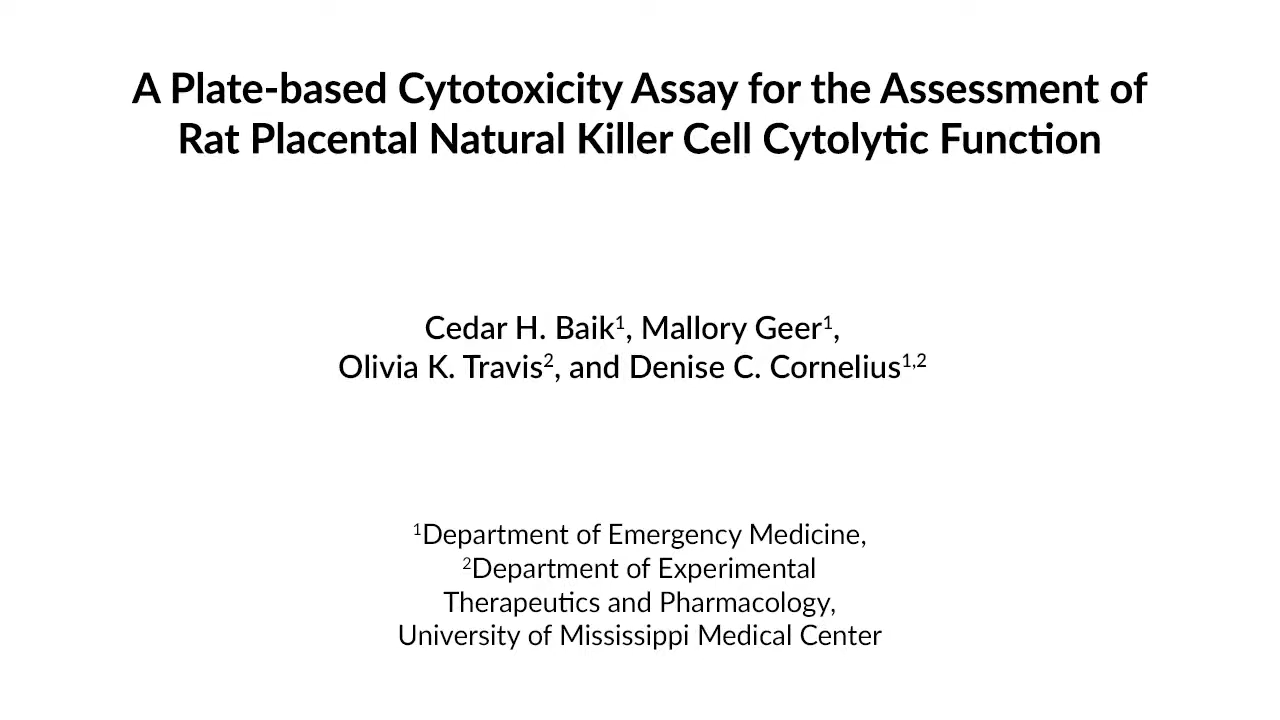 A Plate-based Cytotoxicity Assay for the Assessment of
Rat Placental Natural Killer Cell Cytolytic Function
Cedar H. Baik¹, Mallory Geer¹,
Olivia K. Travis², and Denise C. Cornelius¹,²
¹Department of Emergency Medicine,
²Department of Experimental
Therapeutics and Pharmacology,
University of Mississippi Medical Center